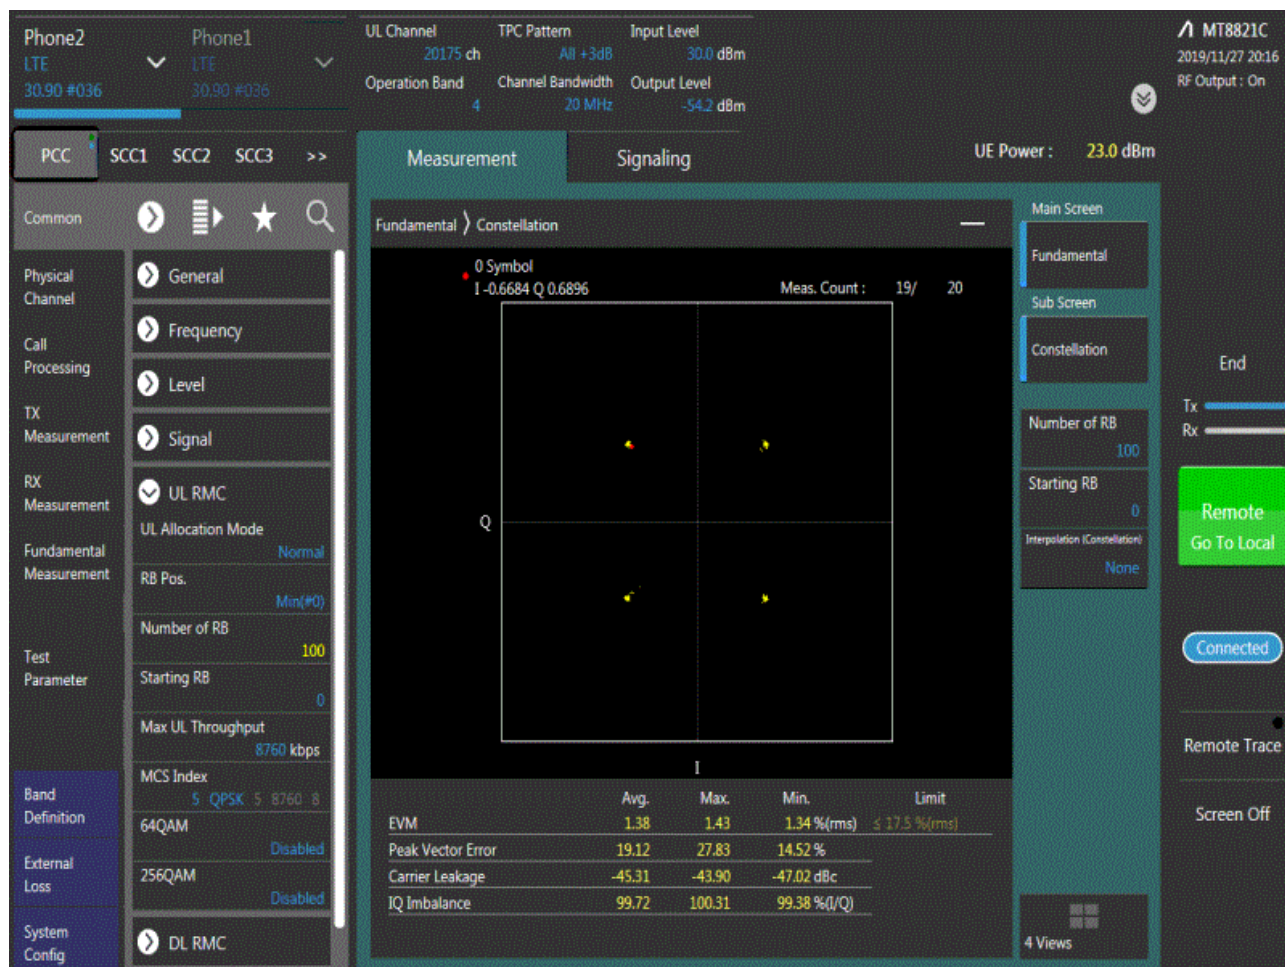 Phone2
LTE
30.90 #036
Phone1
LTE
30.90 #036
UL Channel
20175 ch
TPC Pattern
All +3dB
Input Level
30.0 dBm
Operation Band
4
Channel Bandwidth
20 MHz
Output Level
-54.2 dBm
MT8821C
2019/11/27 20:16
RF Output : On
PCC SCC1 SCC2 SCC3 >>
Measurement
Signaling
UE Power : 23.0 dBm
Common
Physical
Channel
Call
Processing
TX
Measurement
RX
Measurement
Fundamental
Measurement
Test
Parameter
Band
Definition
External
Loss
System
Config
General
Frequency
Level
Signal
UL RMC
UL Allocation Mode
Normal
RB Pos.
Min(#0)
Number of RB
100
Starting RB
0
Max UL Throughput
8760 kbps
MCS Index
5 QPSK 5 8760 8
64QAM
Disabled
256QAM
Disabled
DL RMC
Fundamental > Constellation
0 Symbol
I -0.6684 Q 0.6896
Meas. Count : 19/ 20
Q
I
Avg. Max. Min. Limit
EVM 1.38 1.43 1.34 %(rms) ≤ 17.5 %(rms)
Peak Vector Error 19.12 27.83 14.52 %
Carrier Leakage -45.31 -43.90 -47.02 dBc
IQ Imbalance 99.72 100.31 99.38 %(I/Q)
Main Screen
Fundamental
Sub Screen
Constellation
Number of RB
100
Starting RB
0
Interpolation (Constellation)
None
4 Views
End
Tx
Rx
Remote
Go To Local
Connected
Remote Trace
Screen Off